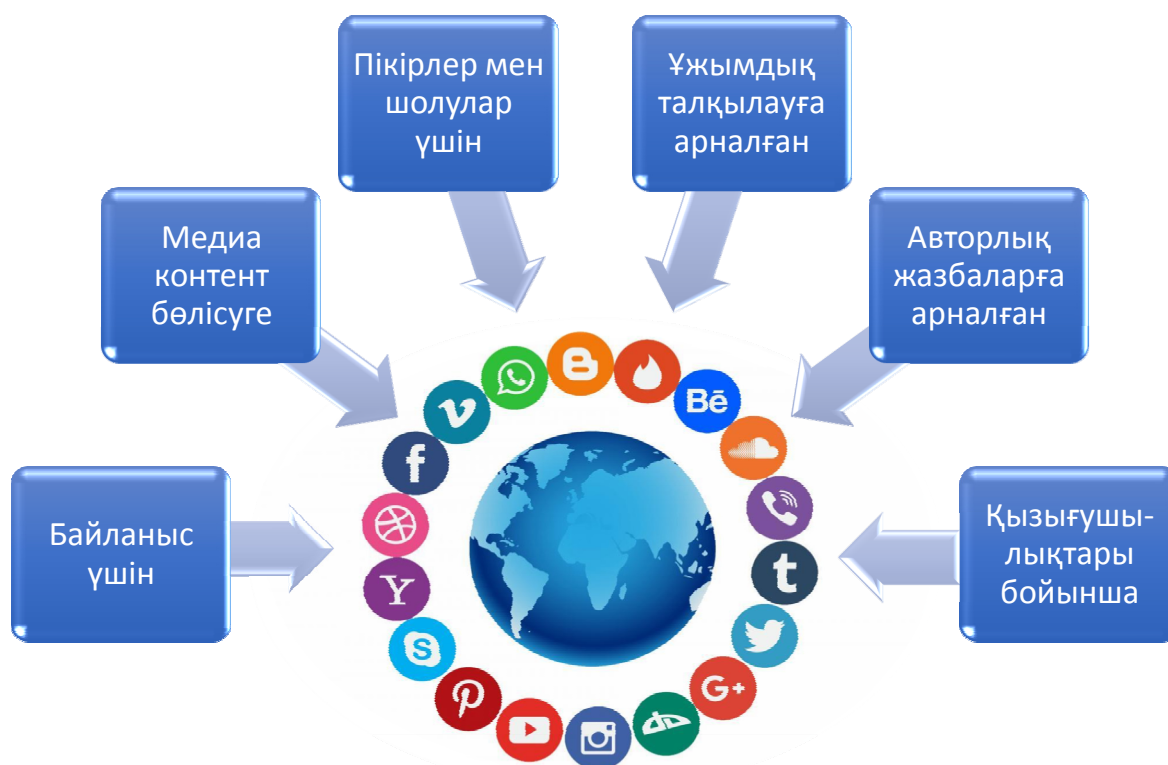 Пікірлер мен
шолулар
үшін
Ұжымдық
талқылауға
арналған
Медиа
контент
бөлісуге
Авторлық
жазбаларға
арналған
Байланыс
үшін
Қызығушы-
лықтары
бойынша
Bē
f
t
Y
S
G+